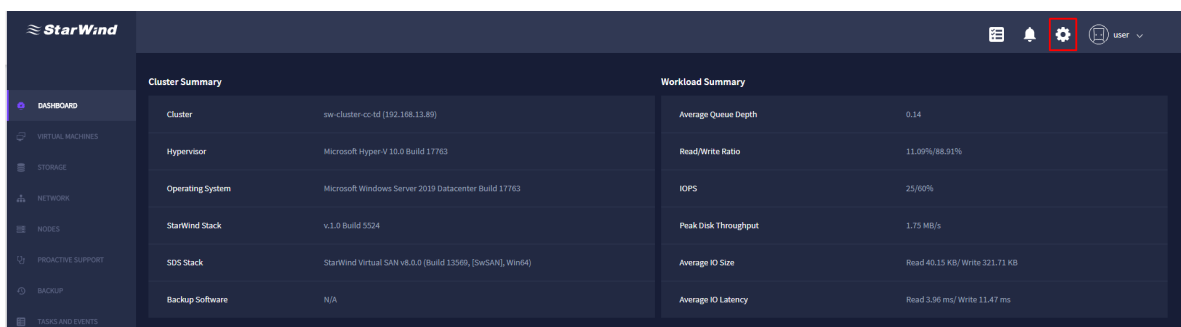 StarWind
user
DASHBOARD
VIRTUAL MACHINES
STORAGE
NETWORK
NODES
PROACTIVE SUPPORT
BACKUP
TASKS AND EVENTS
Cluster Summary
Cluster sw-cluster-cc-td (192.168.13.89)
Hypervisor Microsoft Hyper-V 10.0 Build 17763
Operating System Microsoft Windows Server 2019 Datacenter Build 17763
StarWind Stack v.1.0 Build 5524
SDS Stack StarWind Virtual SAN v8.0.0 (Build 13569, [SwSAN], Win64)
Backup Software N/A
Workload Summary
Average Queue Depth 0.14
Read/Write Ratio 11.09%/88.91%
IOPS 25/60%
Peak Disk Throughput 1.75 MB/s
Average IO Size Read 40.15 KB/ Write 321.71 KB
Average IO Latency Read 3.96 ms/ Write 11.47 ms